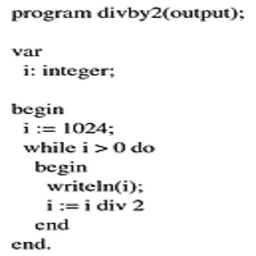 program divby2(output);
var
i: integer;
begin
i := 1024;
while i > 0 do
begin
writeln(i);
i := i div 2
end
end.